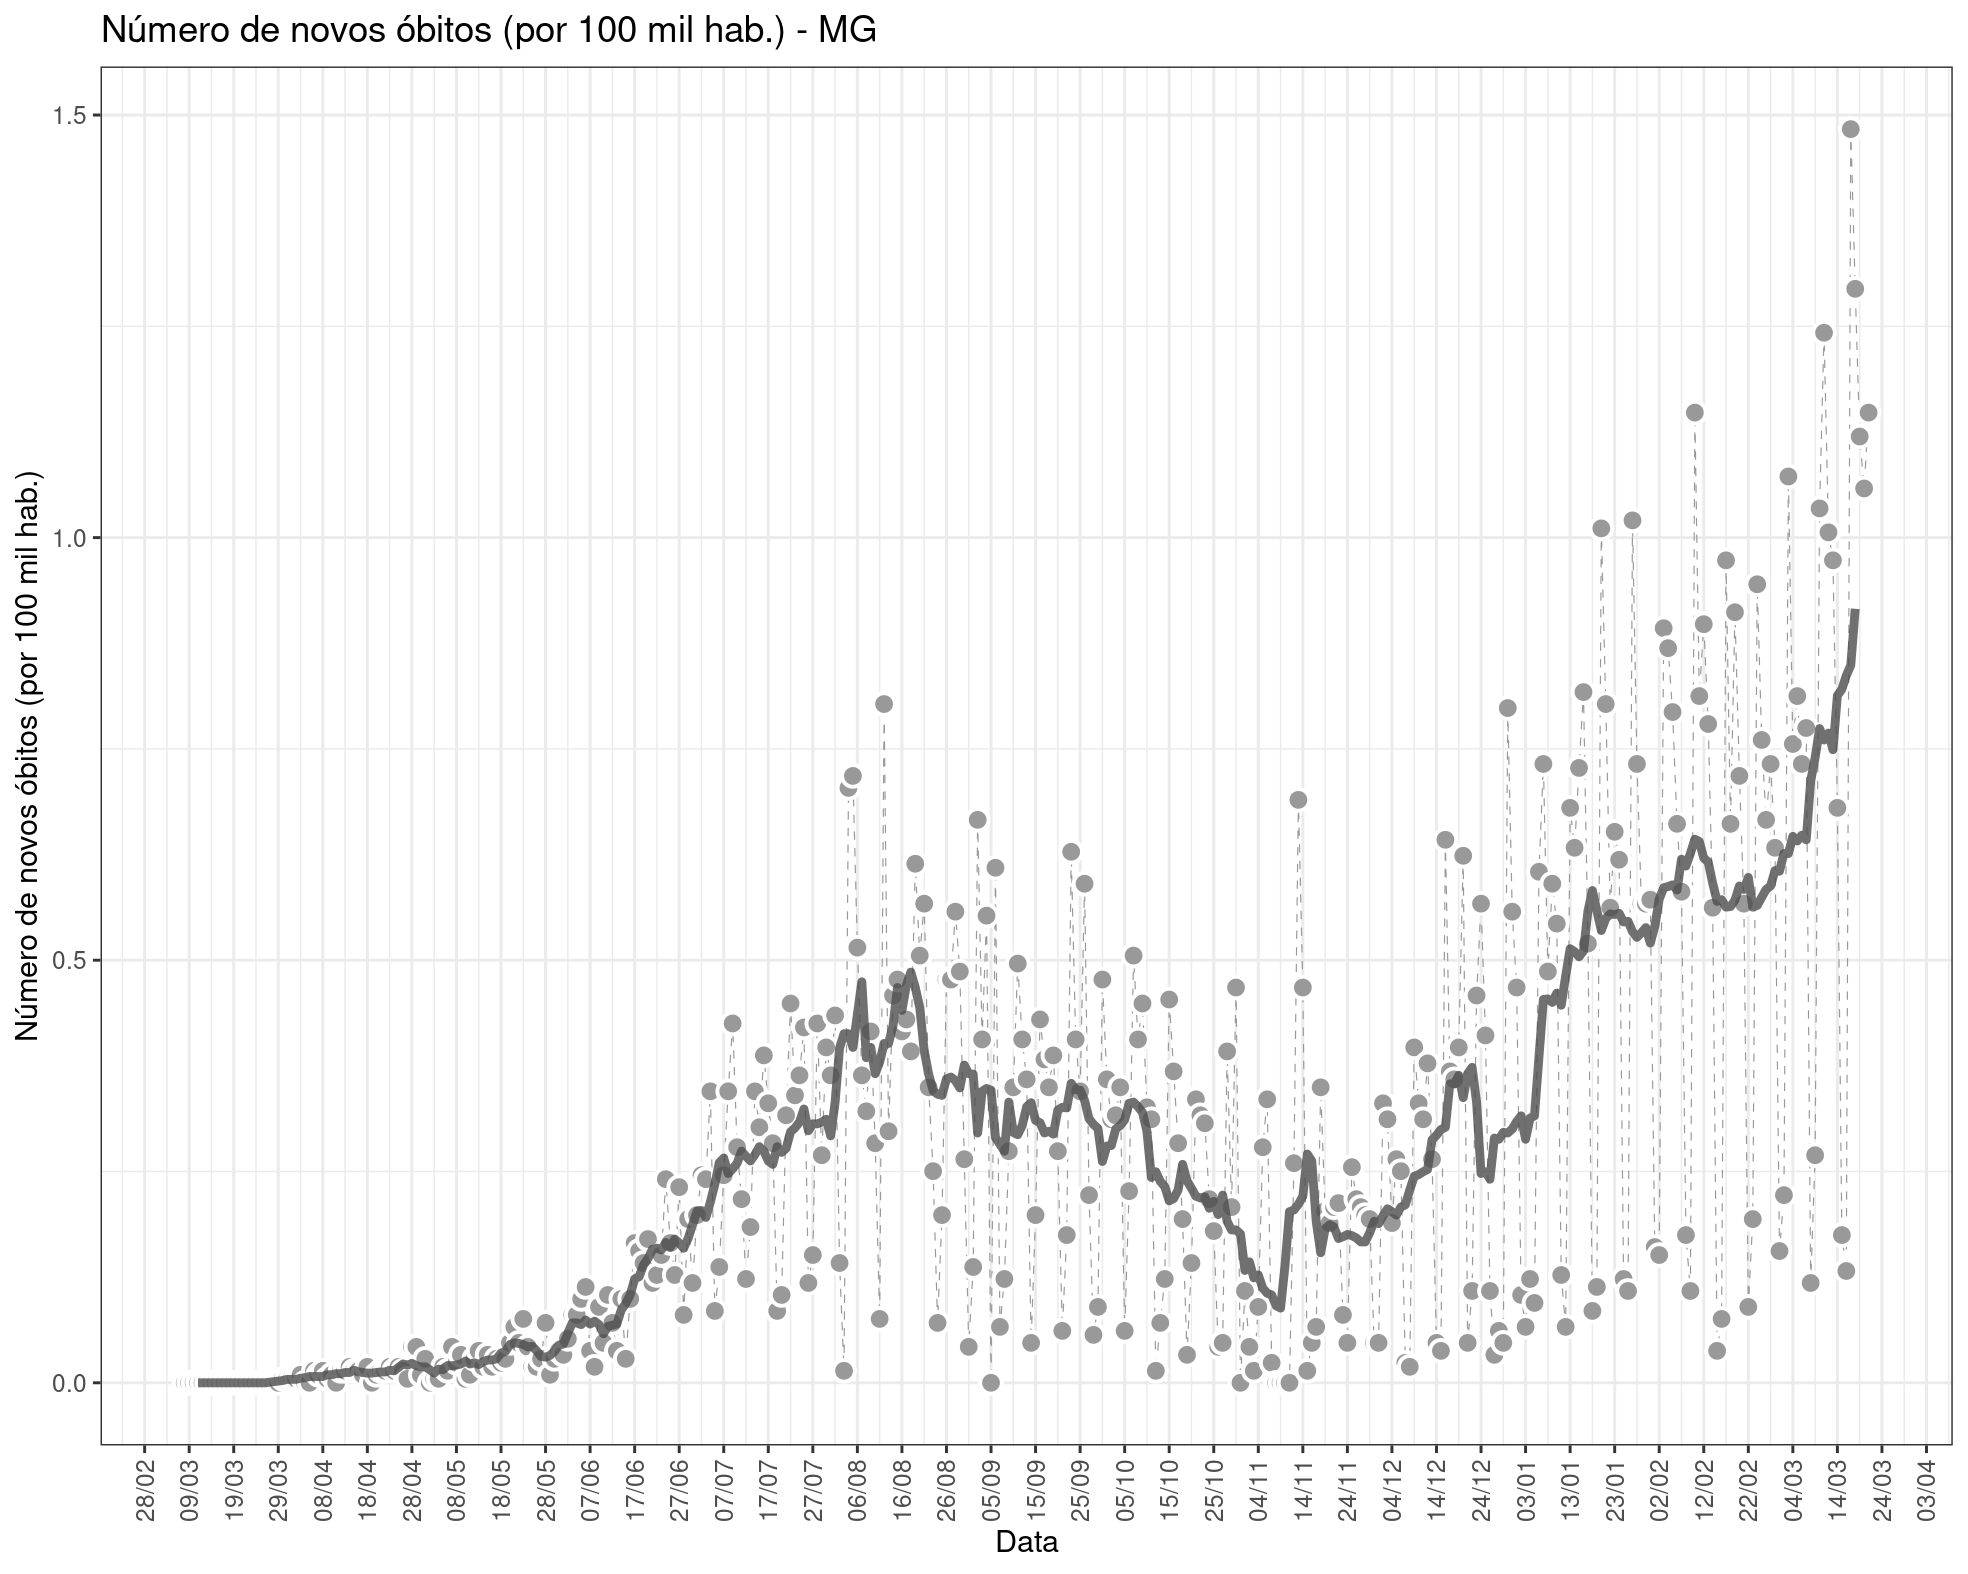 Número de novos óbitos (por 100 mil hab.) - MG
Número de novos óbitos (por 100 mil hab.)
1.5
1.0
0.5
0.0
28/02 09/03 19/03 29/03 08/04 18/04 28/04 08/05 18/05 28/05 07/06 17/06 27/06 07/07 17/07 27/07 06/08 16/08 26/08 05/09 15/09 25/09 05/10 15/10 25/10 04/11 14/11 24/11 04/12 14/12 24/12 03/01 13/01 23/01 02/02 12/02 22/02 04/03 14/03 24/03 03/04
Data